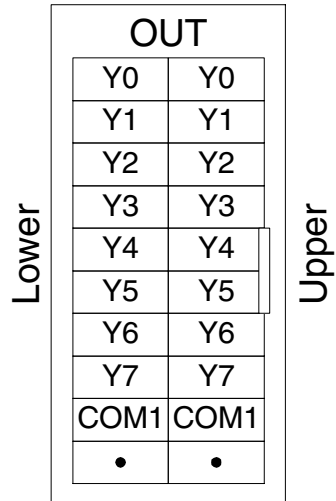 OUT
Y0 Y0
Y1 Y1
Y2 Y2
Y3 Y3
Y4 Y4
Y5 Y5
Y6 Y6
Y7 Y7
COM1 COM1
• •
Lower
Upper